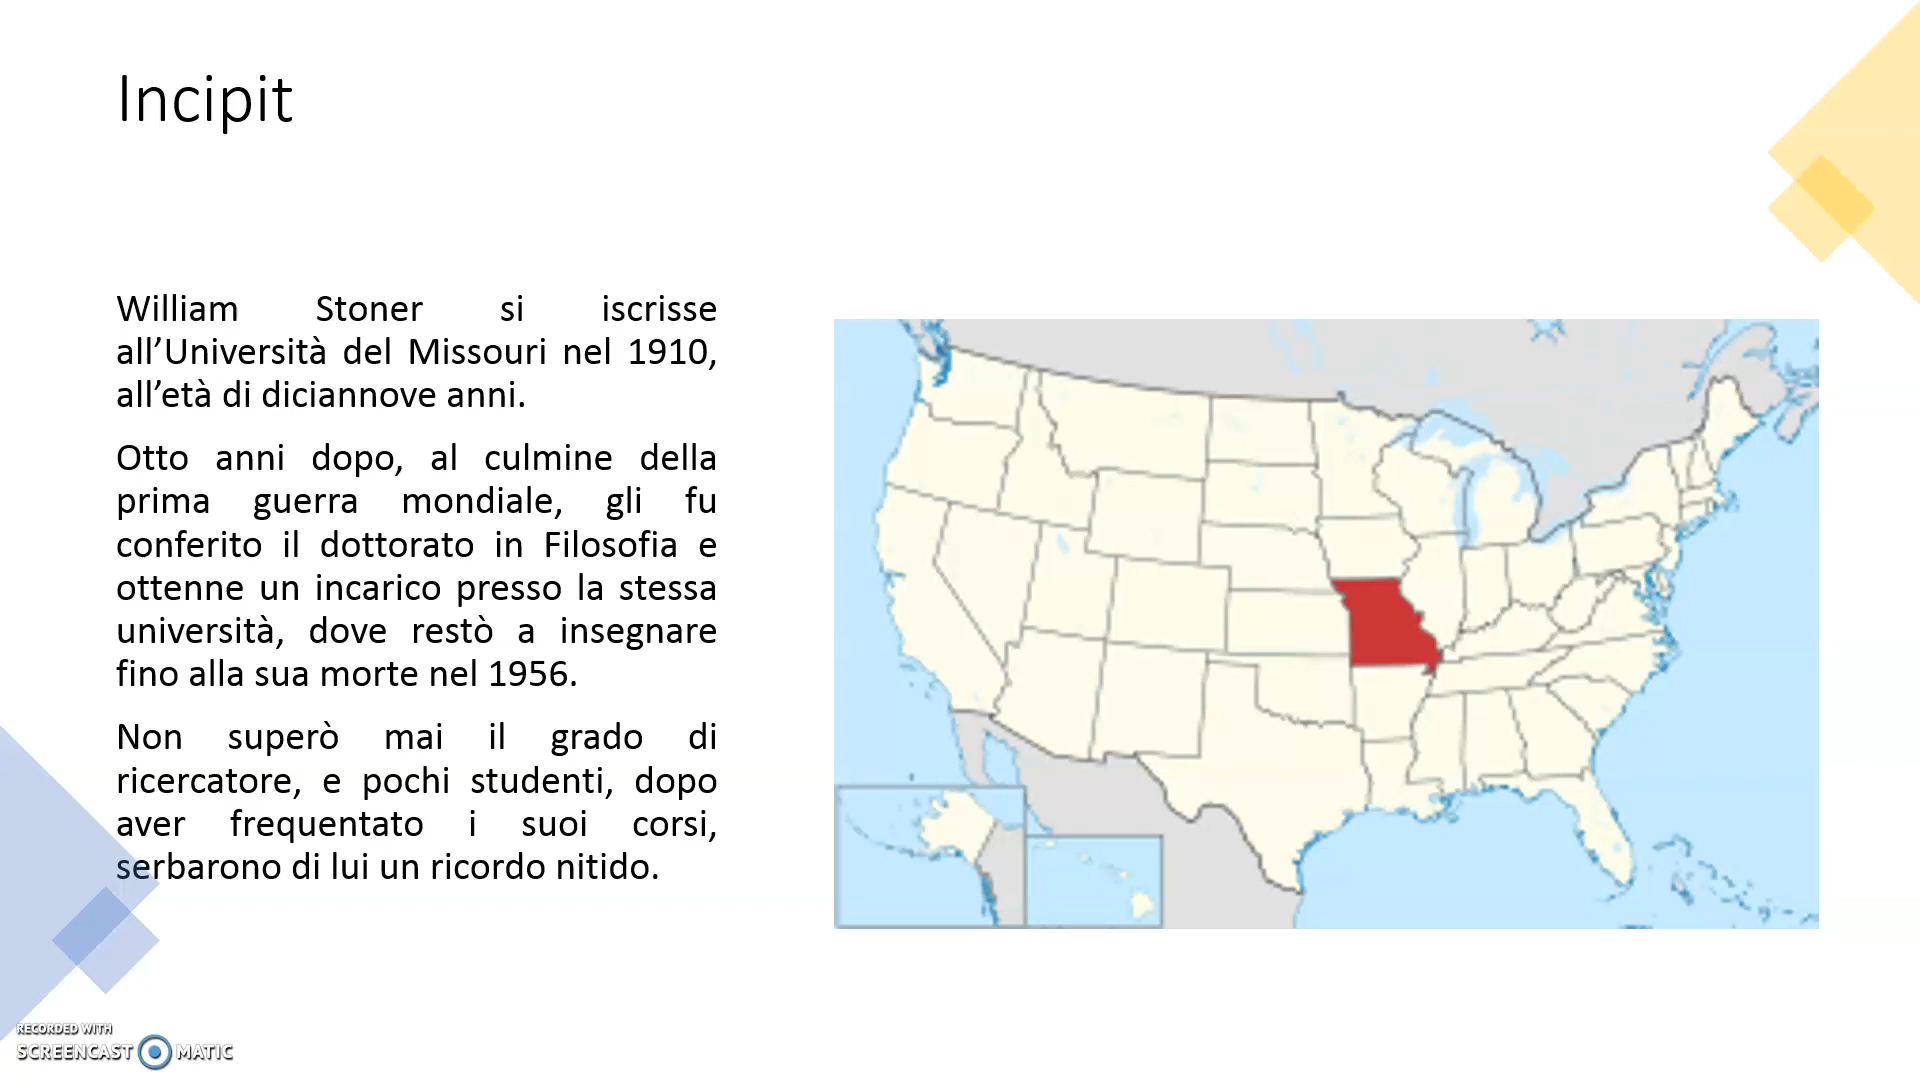 Incipit
William Stoner si iscrisse
all’Università del Missouri nel 1910,
all’età di diciannove anni.
Otto anni dopo, al culmine della
prima guerra mondiale, gli fu
conferito il dottorato in Filosofia e
ottenne un incarico presso la stessa
università, dove restò a insegnare
fino alla sua morte nel 1956.
Non superò mai il grado di
ricercatore, e pochi studenti, dopo
aver frequentato i suoi corsi,
serbarono di lui un ricordo nitido.
RECORDED WITH
SCREENCAST MATIC